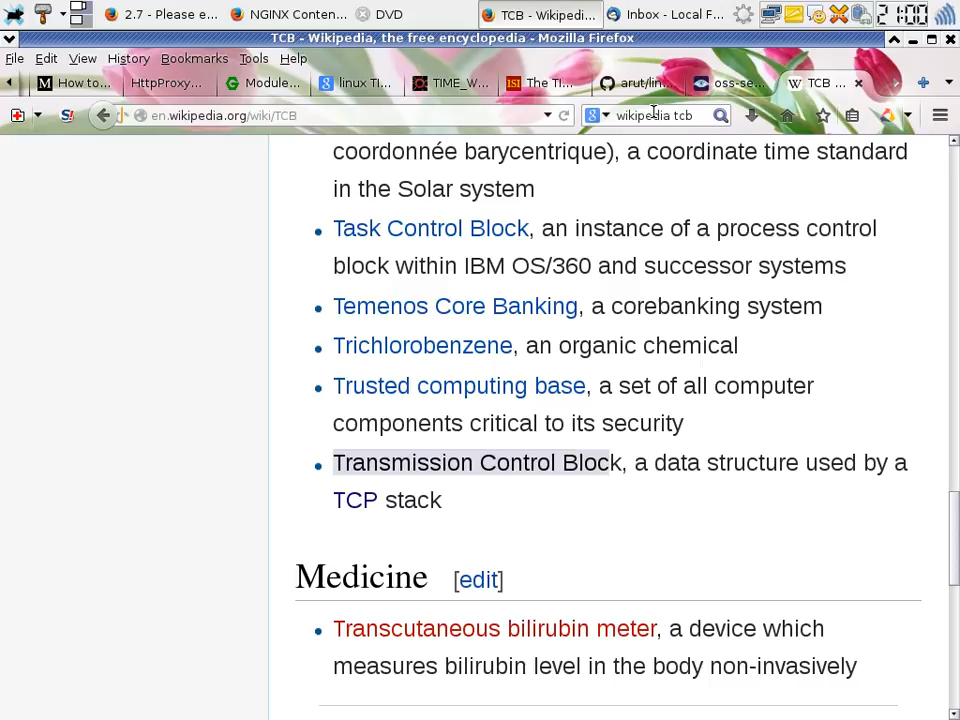 2.7 - Please e...
NGINX Conten...
DVD
TCB - Wikipedi...
Inbox - Local F...
21:00
TCB - Wikipedia, the free encyclopedia - Mozilla Firefox
File Edit View History Bookmarks Tools Help
How to...
HttpProxy...
Module...
linux TI...
TIME_W...
The TI...
arut/lin...
oss-se...
TCB ...
en.wikipedia.org/wiki/TCB
wikipedia tcb
coordonnée barycentrique), a coordinate time standard
in the Solar system
Task Control Block, an instance of a process control
block within IBM OS/360 and successor systems
Temenos Core Banking, a corebanking system
Trichlorobenzene, an organic chemical
Trusted computing base, a set of all computer
components critical to its security
Transmission Control Block, a data structure used by a
TCP stack
Medicine [edit]
Transcutaneous bilirubin meter, a device which
measures bilirubin level in the body non-invasively